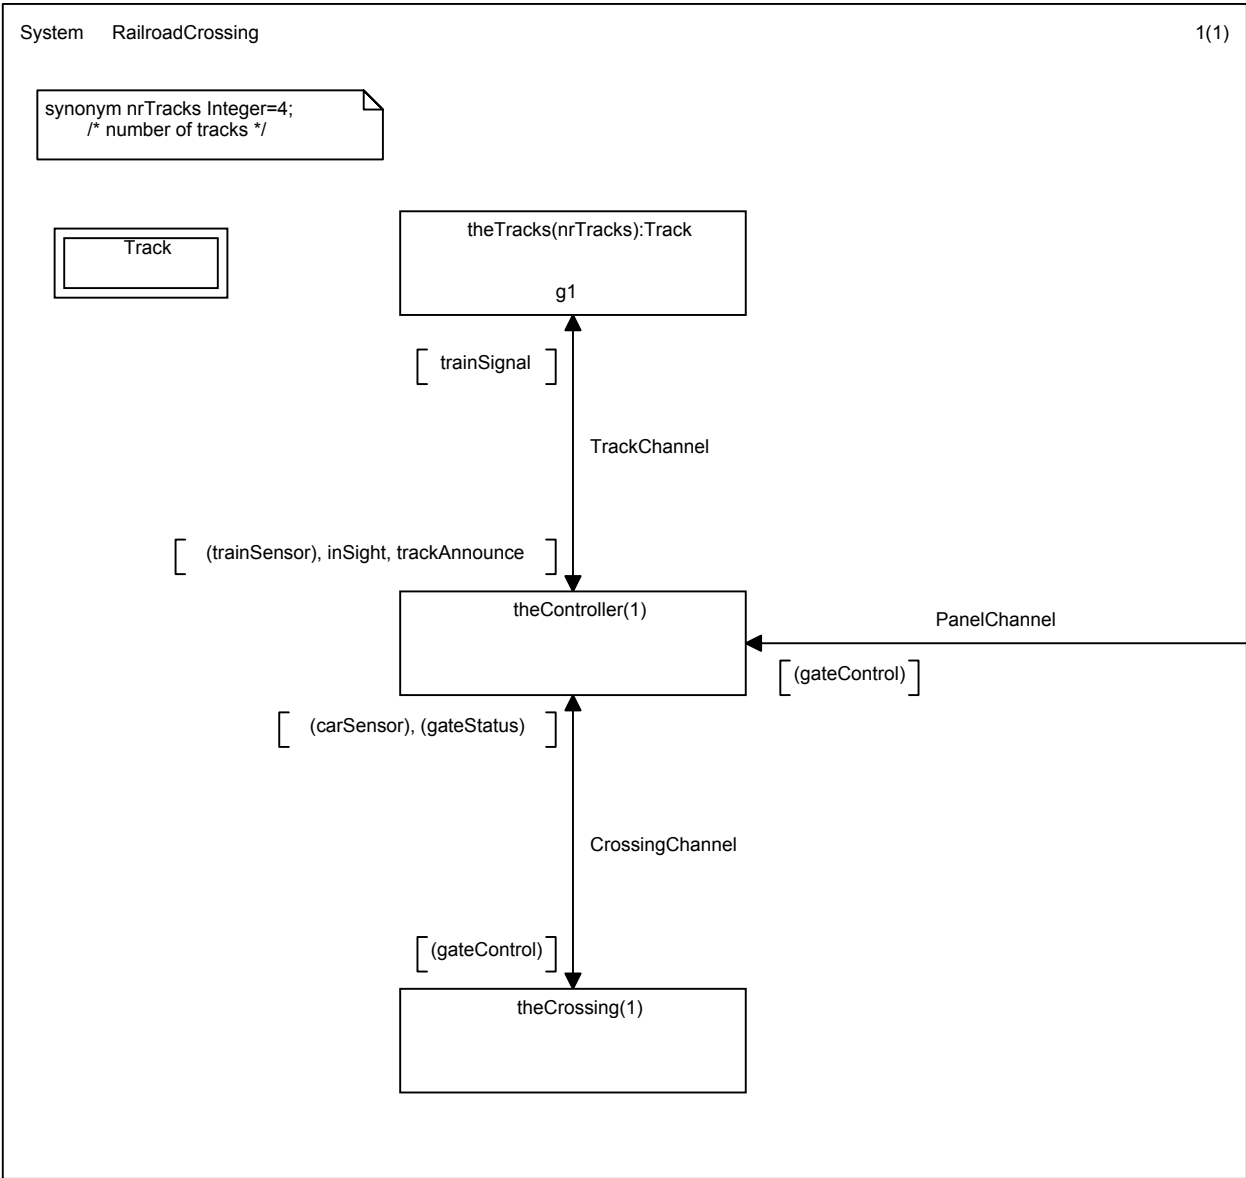 System RailroadCrossing 1(1)
synonym nrTracks Integer=4;
/* number of tracks */
theTracks(nrTracks):Track
Track
g1
trainSignal
TrackChannel
(trainSensor), inSight, trackAnnounce
theController(1)
PanelChannel
(gateControl)
(carSensor), (gateStatus)
CrossingChannel
(gateControl)
theCrossing(1)